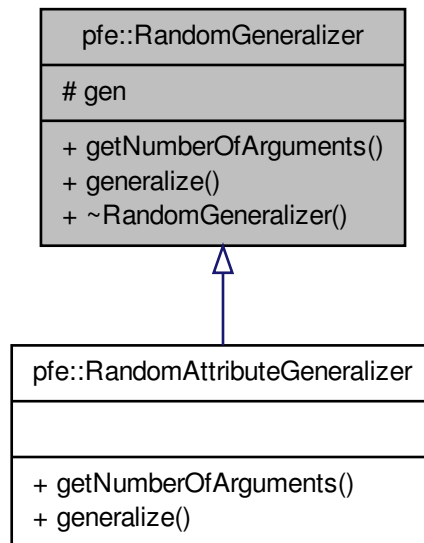 pfe::RandomGeneralizer
# gen
+ getNumberOfArguments()
+ generalize()
+ ~RandomGeneralizer()
pfe::RandomAttributeGeneralizer
+ getNumberOfArguments()
+ generalize()